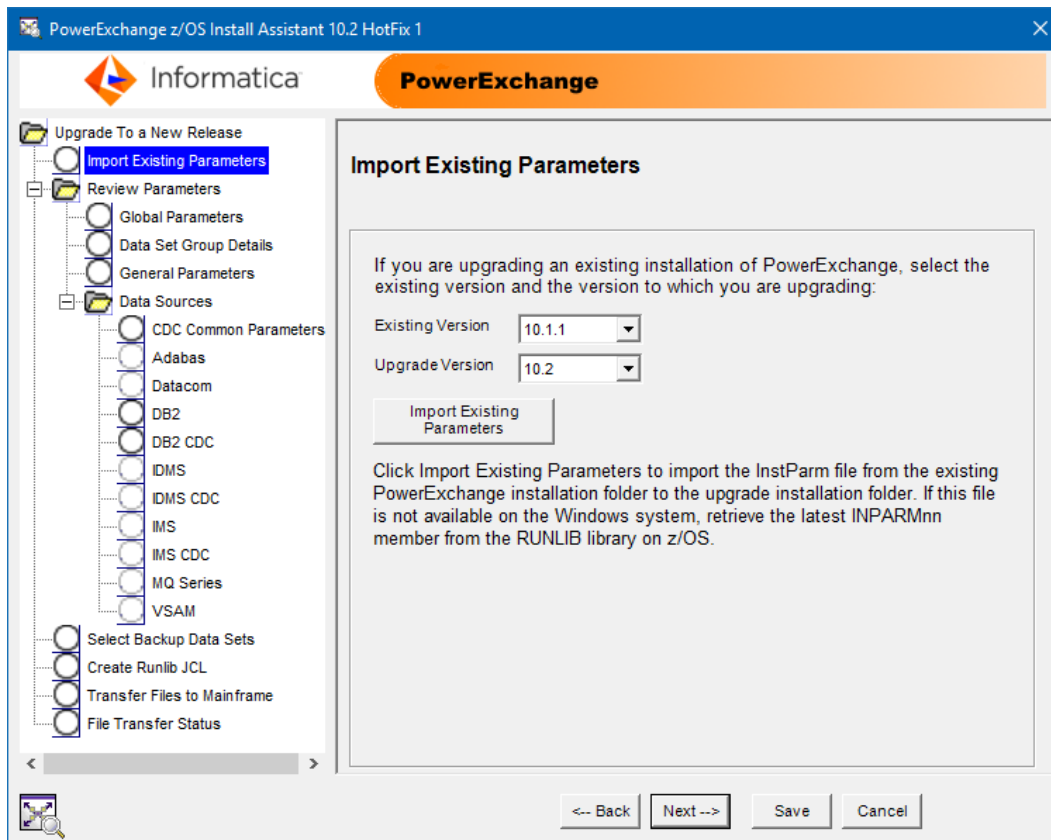 PowerExchange z/OS Install Assistant 10.2 HotFix 1
Informatica
PowerExchange
Upgrade To a New Release
Import Existing Parameters
Review Parameters
Global Parameters
Data Set Group Details
General Parameters
Data Sources
CDC Common Parameters
Adabas
Datacom
DB2
DB2 CDC
IDMS
IDMS CDC
IMS
IMS CDC
MQ Series
VSAM
Select Backup Data Sets
Create Runlib JCL
Transfer Files to Mainframe
File Transfer Status
Import Existing Parameters
If you are upgrading an existing installation of PowerExchange, select the
existing version and the version to which you are upgrading:
Existing Version 10.1.1
Upgrade Version 10.2
Import Existing
Parameters
Click Import Existing Parameters to import the InstParm file from the existing
PowerExchange installation folder to the upgrade installation folder. If this file
is not available on the Windows system, retrieve the latest INPARMnn
member from the RUNLIB library on z/OS.
<-- Back Next --> Save Cancel